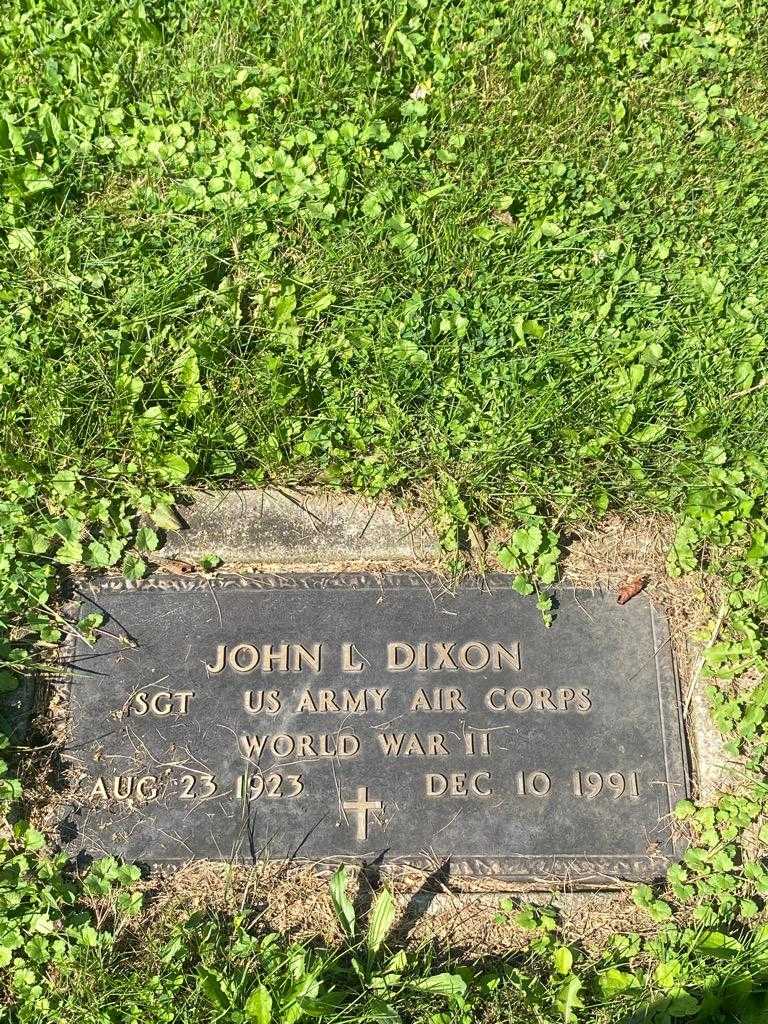 JOHN L DIXON
SGT US ARMY AIR CORPS
WORLD WAR II
AUG 23 1923 DEC 10 1991